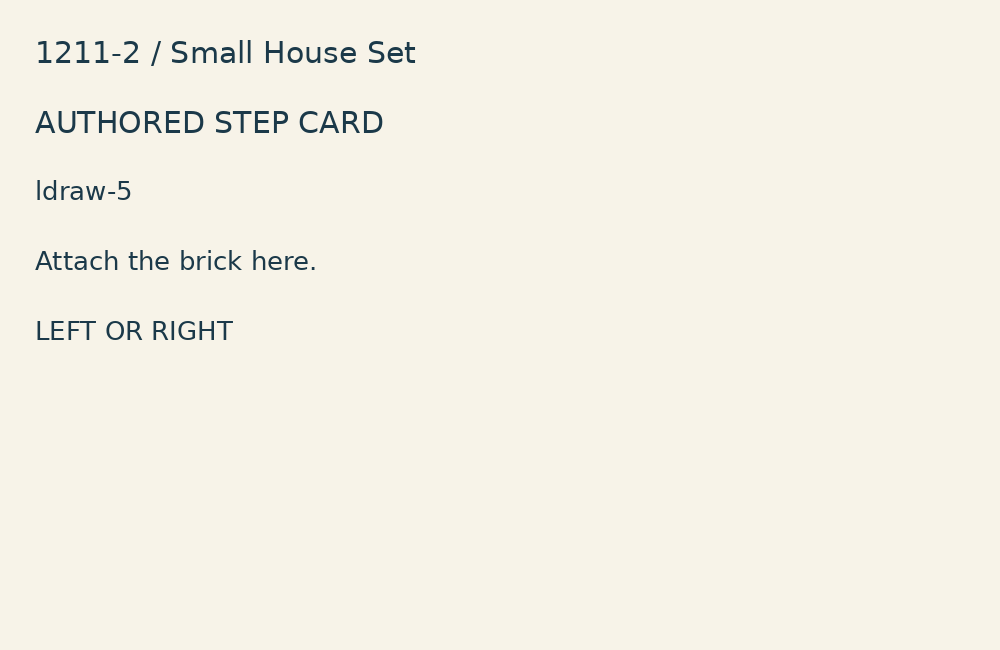 1211-2 / Small House Set
AUTHORED STEP CARD
ldraw-5
Attach the brick here.
LEFT OR RIGHT